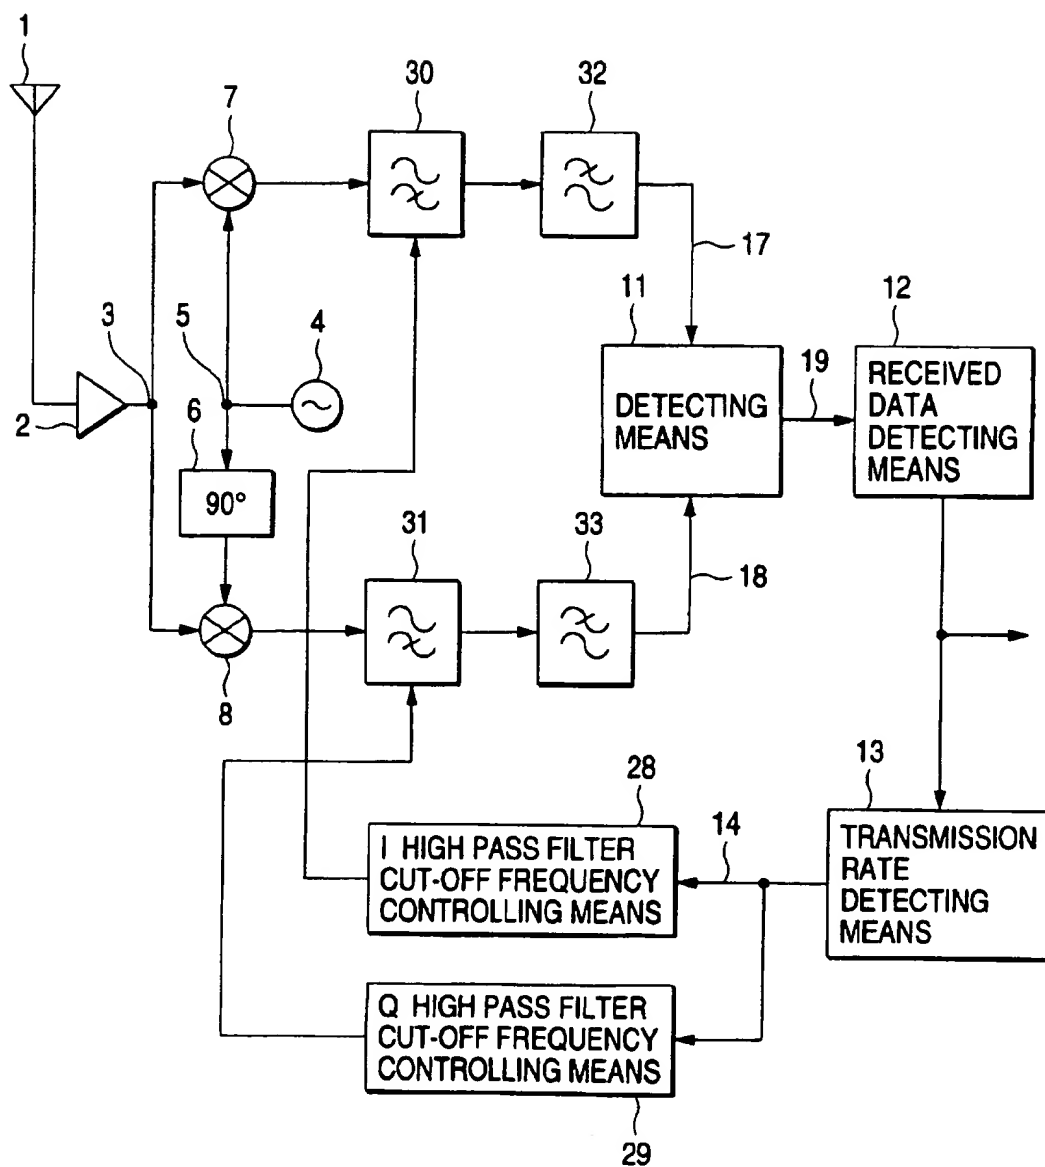 1
30
32
7
17
11
12
3
5
4
19
DETECTING
MEANS
RECEIVED
DATA
DETECTING
MEANS
2
6
90°
31
33
18
8
28
14
13
I HIGH PASS FILTER
CUT-OFF FREQUENCY
CONTROLLING MEANS
TRANSMISSION
RATE
DETECTING
MEANS
Q HIGH PASS FILTER
CUT-OFF FREQUENCY
CONTROLLING MEANS
29